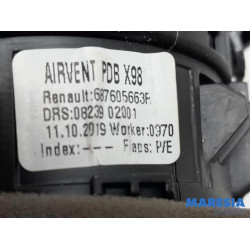 AIRVENT PDB X98
Renault:687605663R
DRS:08239 02001
11.10.2019 Worker:0370
Index:--- Flaps: P/E
MARESIA